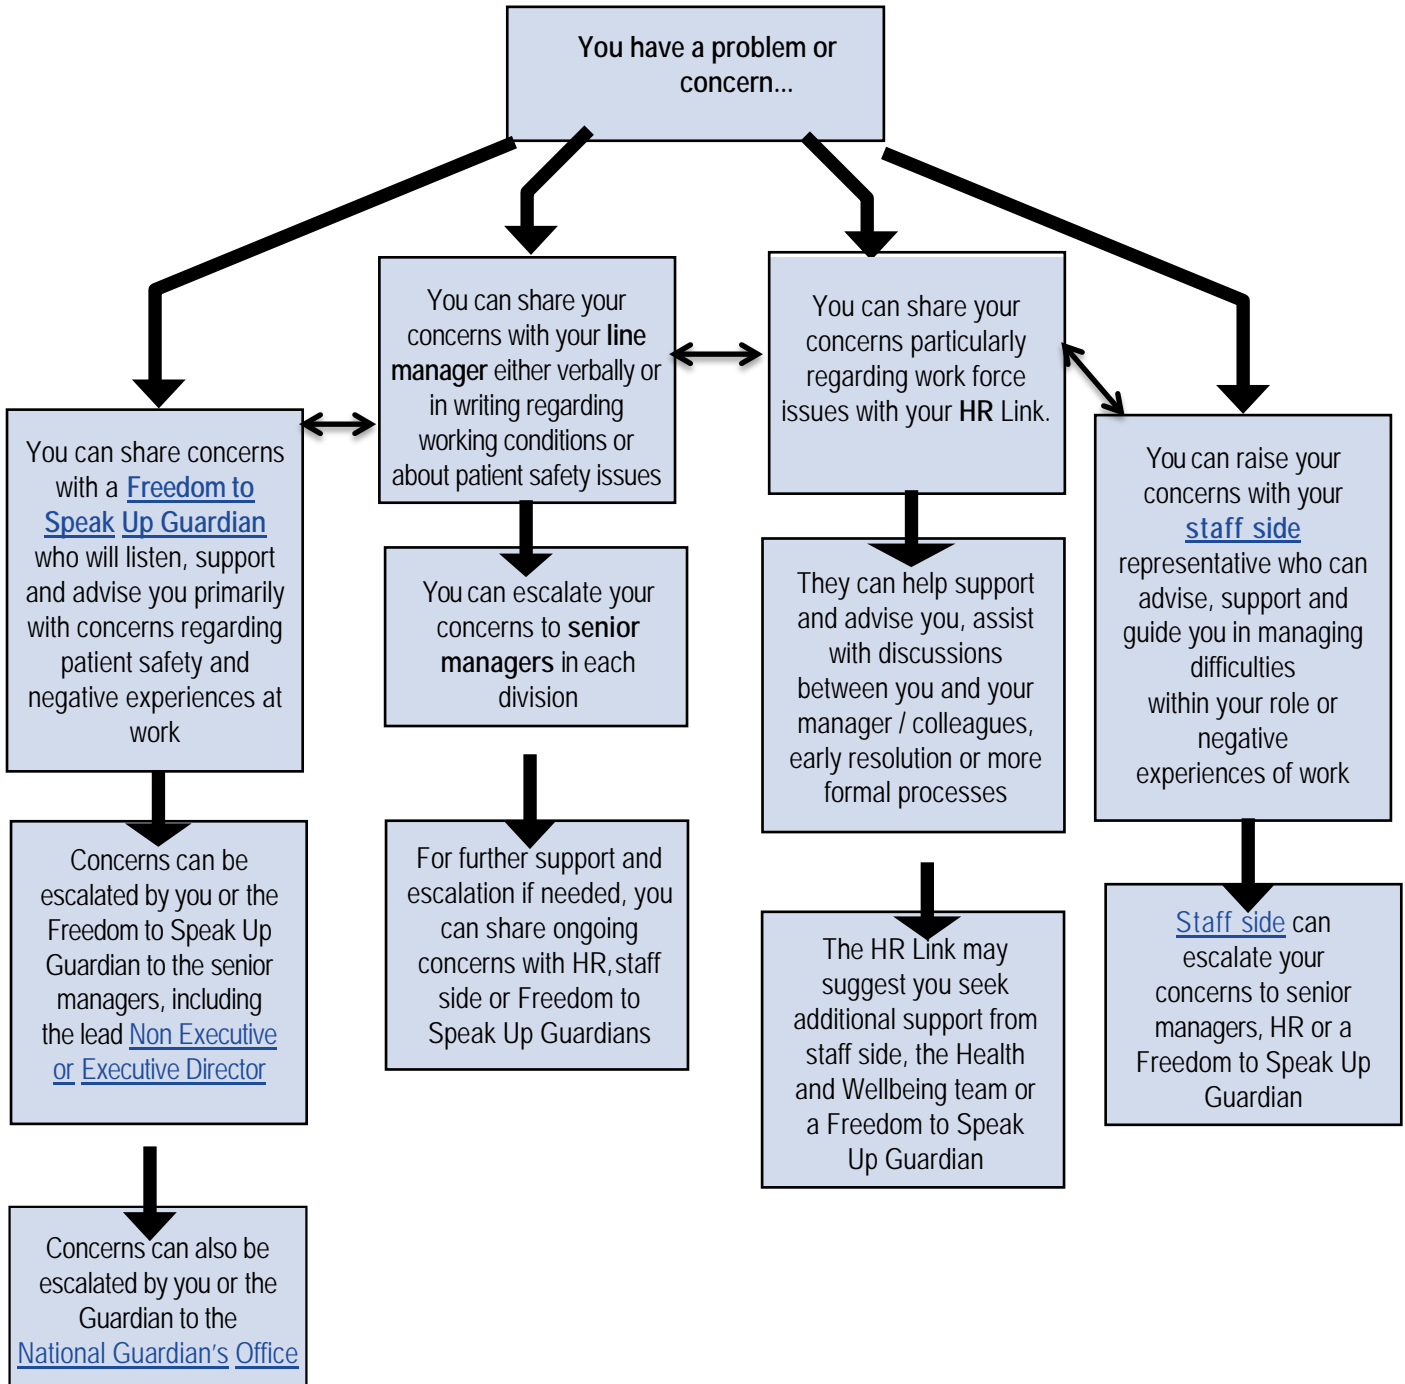 You have a problem or
concern...
You can share concerns
with a Freedom to
Speak Up Guardian
who will listen, support
and advise you primarily
with concerns regarding
patient safety and
negative experiences at
work
Concerns can be
escalated by you or the
Freedom to Speak Up
Guardian to the senior
managers, including
the lead Non Executive
or Executive Director
Concerns can also be
escalated by you or the
Guardian to the
National Guardian's Office
You can share your
concerns with your line
manager either verbally or
in writing regarding
working conditions or
about patient safety issues
You can escalate your
concerns to senior
managers in each
division
For further support and
escalation if needed, you
can share ongoing
concerns with HR, staff
side or Freedom to
Speak Up Guardians
You can share your
concerns particularly
regarding work force
issues with your HR Link.
They can help support
and advise you, assist
with discussions
between you and your
manager / colleagues,
early resolution or more
formal processes
The HR Link may
suggest you seek
additional support from
staff side, the Health
and Wellbeing team or
a Freedom to Speak
Up Guardian
You can raise your
concerns with your
staff side
representative who can
advise, support and
guide you in managing
difficulties
within your role or
negative
experiences of work
Staff side can
escalate your
concerns to senior
managers, HR or a
Freedom to Speak Up
Guardian